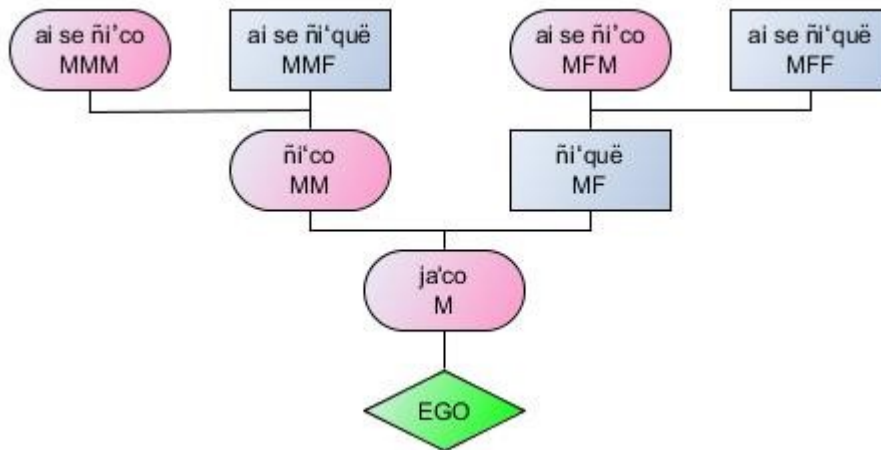 ai se ñi'co
MMM
ai se ñi‘quë
MMF
ai se ñi'co
MFM
ai se ñi‘quë
MFF
ñi‘co
MM
ñi‘quë
MF
ja'co
M
EGO